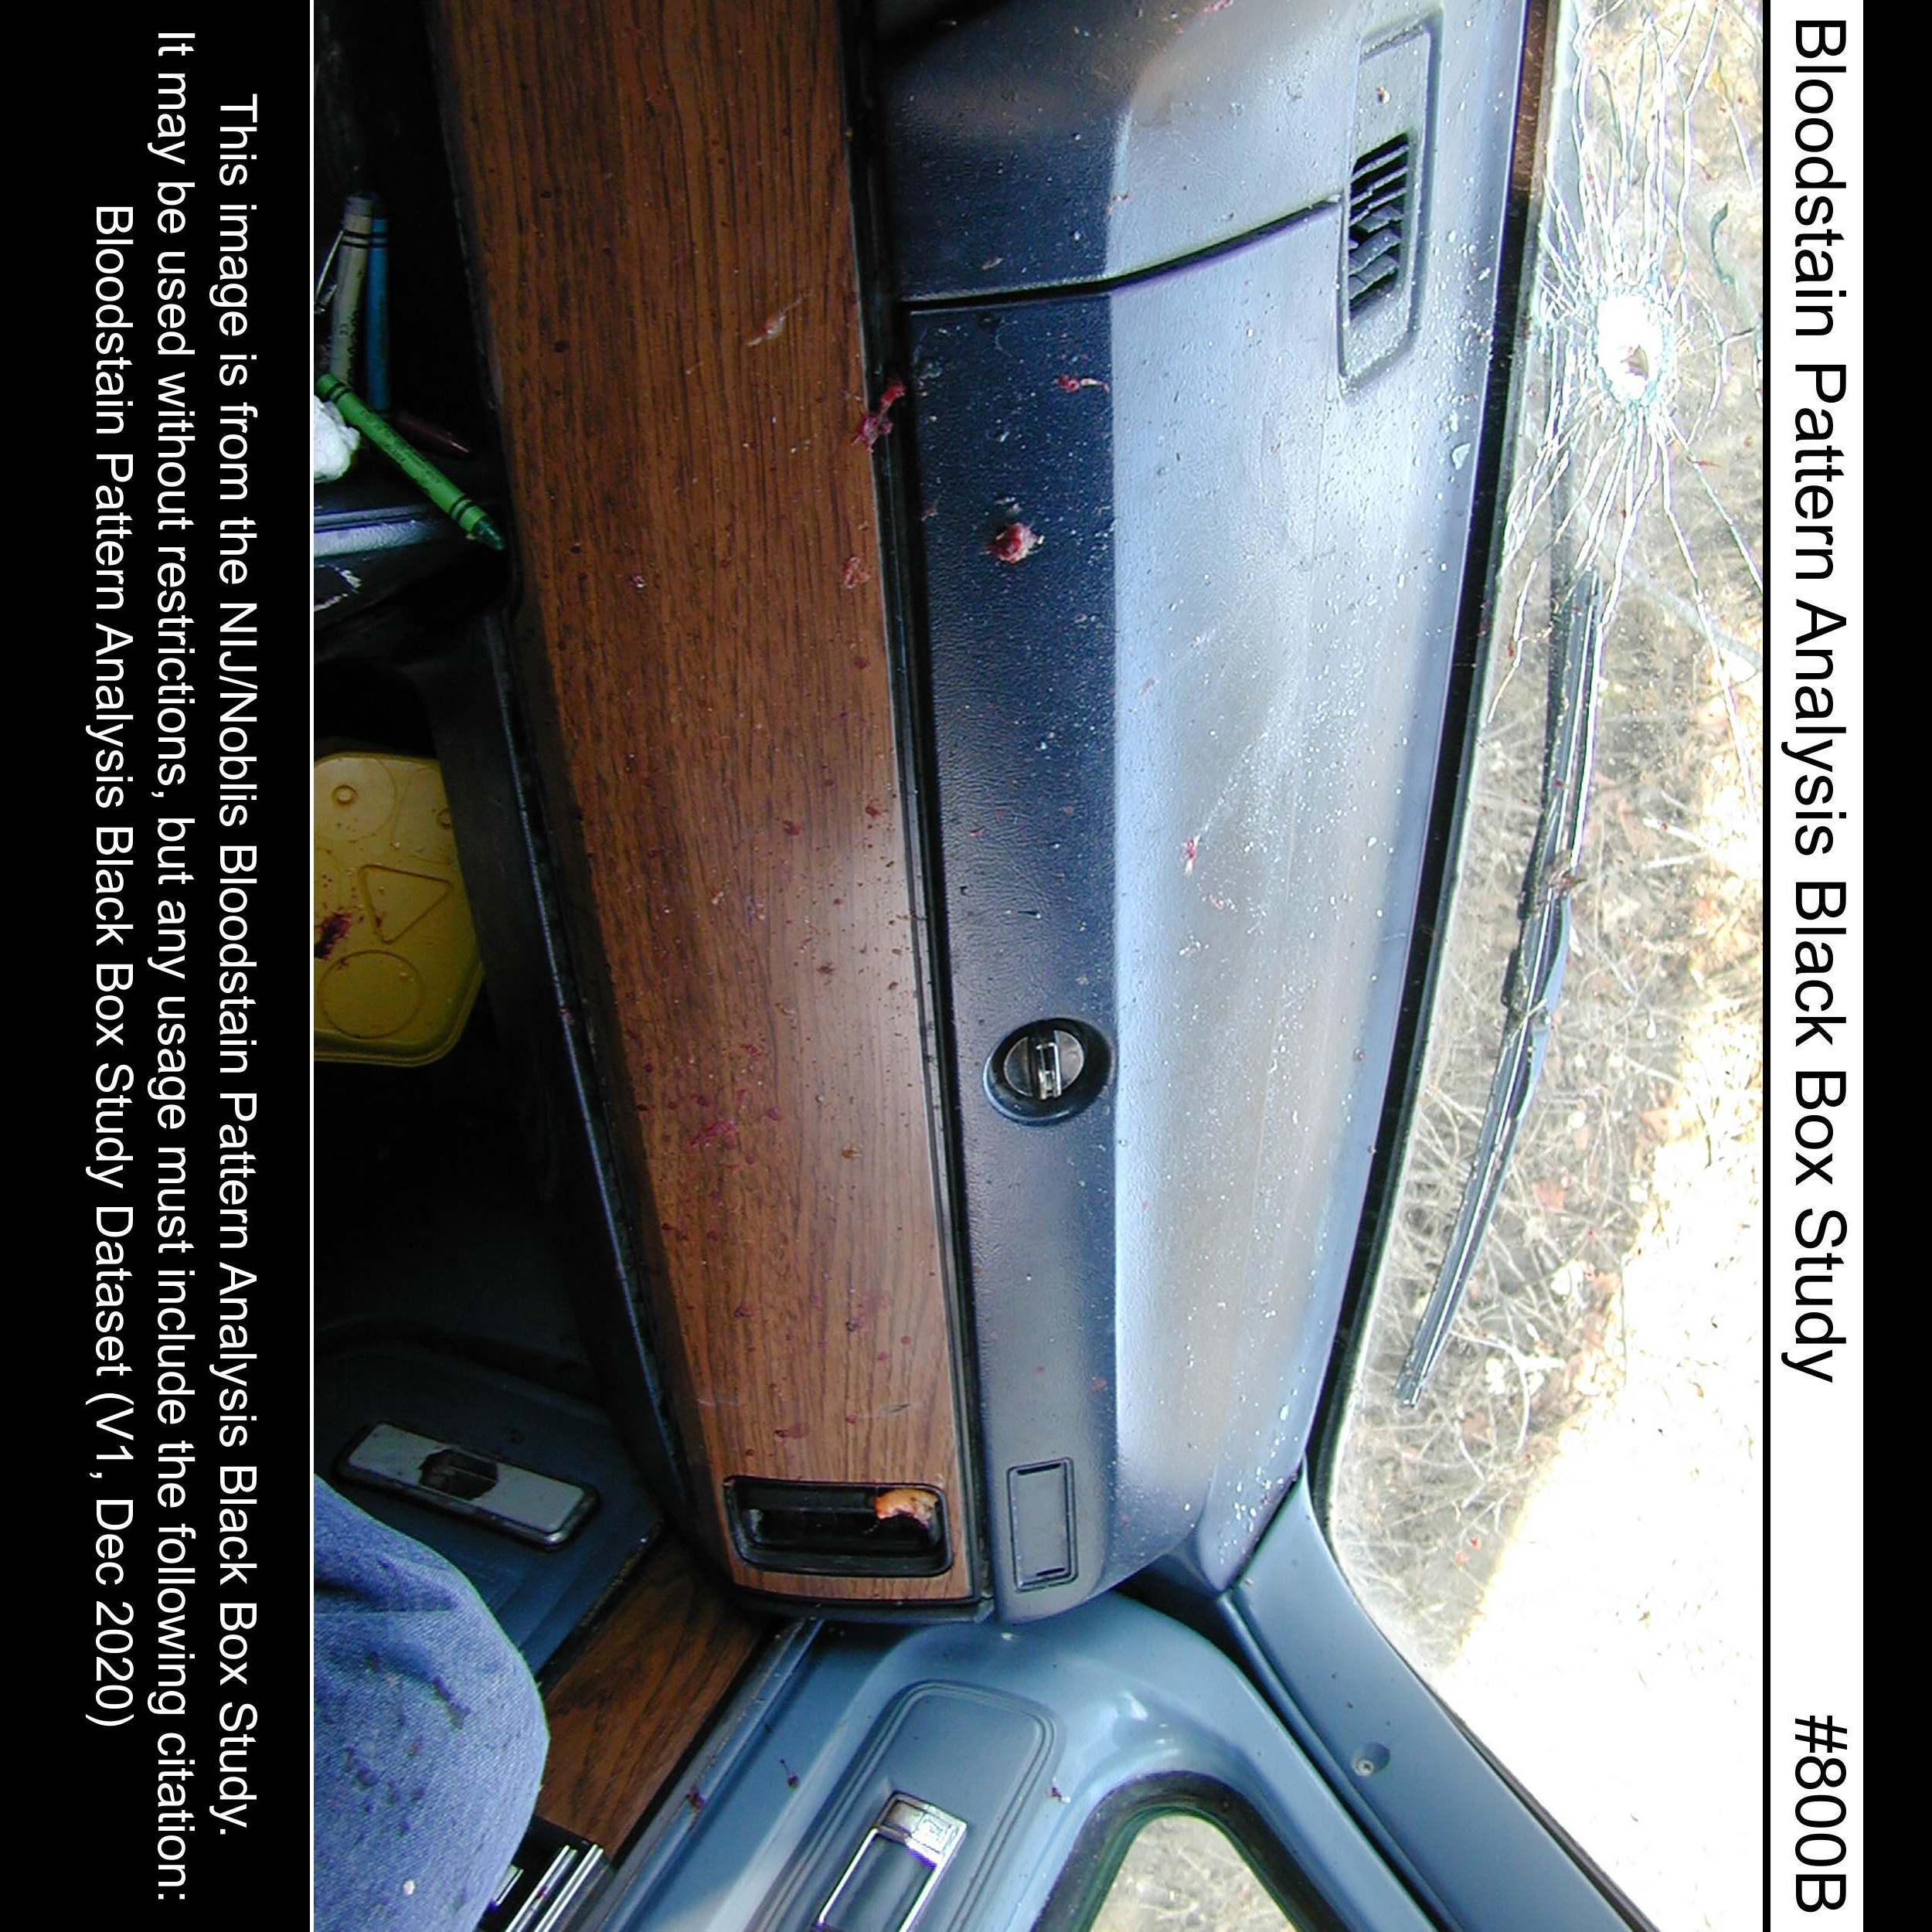 Bloodstain Pattern Analysis Black Box Study #800B
This image is from the NIJ/Noblis Bloodstain Pattern Analysis Black Box Study.
It may be used without restrictions, but any usage must include the following citation:
Bloodstain Pattern Analysis Black Box Study Dataset (V1, Dec 2020)